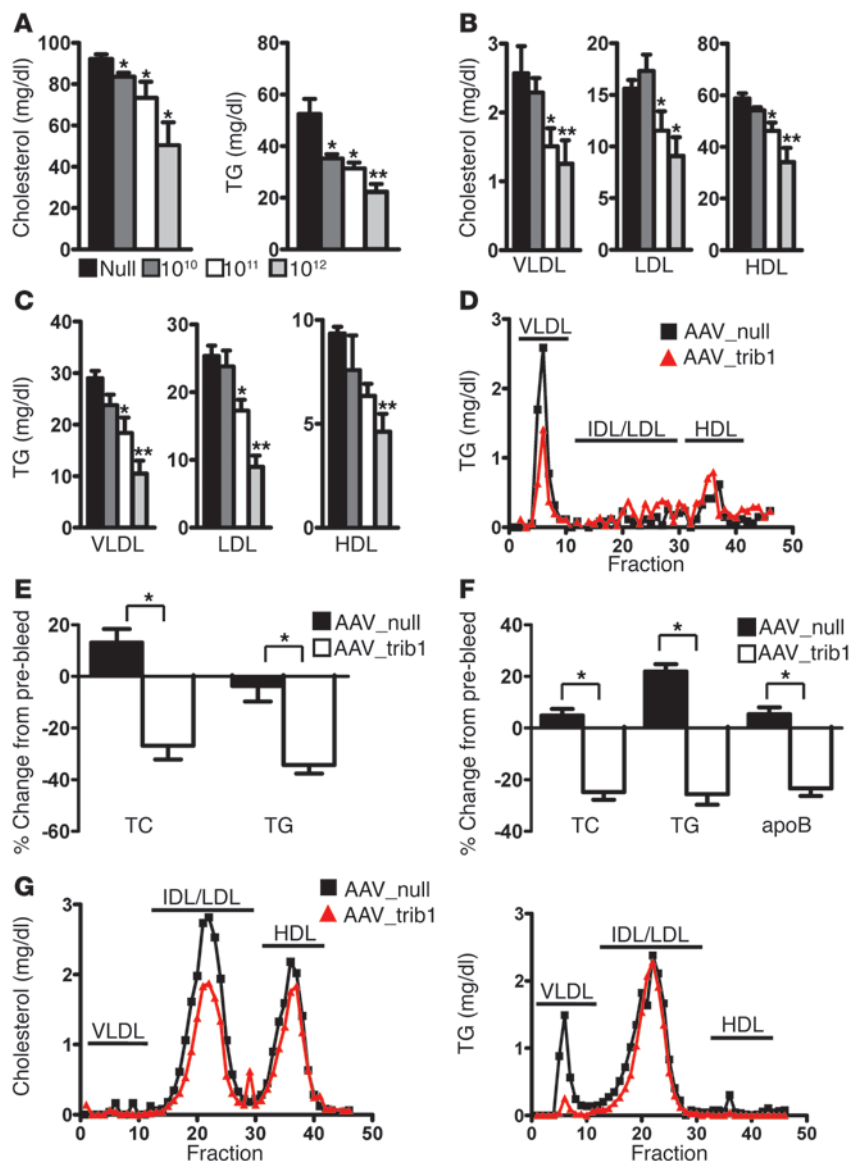 A
Cholesterol (mg/dl)
100
80
60
40
20
0
*
*
*
TG (mg/dl)
80
60
40
20
0
*
*
**
Null 10¹⁰ 10¹¹ 10¹²
B
Cholesterol (mg/dl)
3
2
1
0
*
**
VLDL
20
15
10
5
0
*
*
LDL
80
60
40
20
0
*
**
HDL
C
TG (mg/dl)
40
30
20
10
0
*
**
VLDL
30
20
10
0
*
**
LDL
10
5
0
**
HDL
D
TG (mg/dl)
3
2
1
0
VLDL
AAV_null
AAV_trib1
IDL/LDL
HDL
0 10 20 30 40 50
Fraction
E
% Change from pre-bleed
20
0
-20
-40
-60
*
*
AAV_null
AAV_trib1
TC TG
F
% Change from pre-bleed
40
20
0
-20
-40
*
*
*
AAV_null
AAV_trib1
TC TG apoB
G
Cholesterol (mg/dl)
3
2
1
0
VLDL
IDL/LDL
HDL
AAV_null
AAV_trib1
0 10 20 30 40 50
Fraction
TG (mg/dl)
3
2
1
0
VLDL
IDL/LDL
HDL
AAV_null
AAV_trib1
0 10 20 30 40 50
Fraction